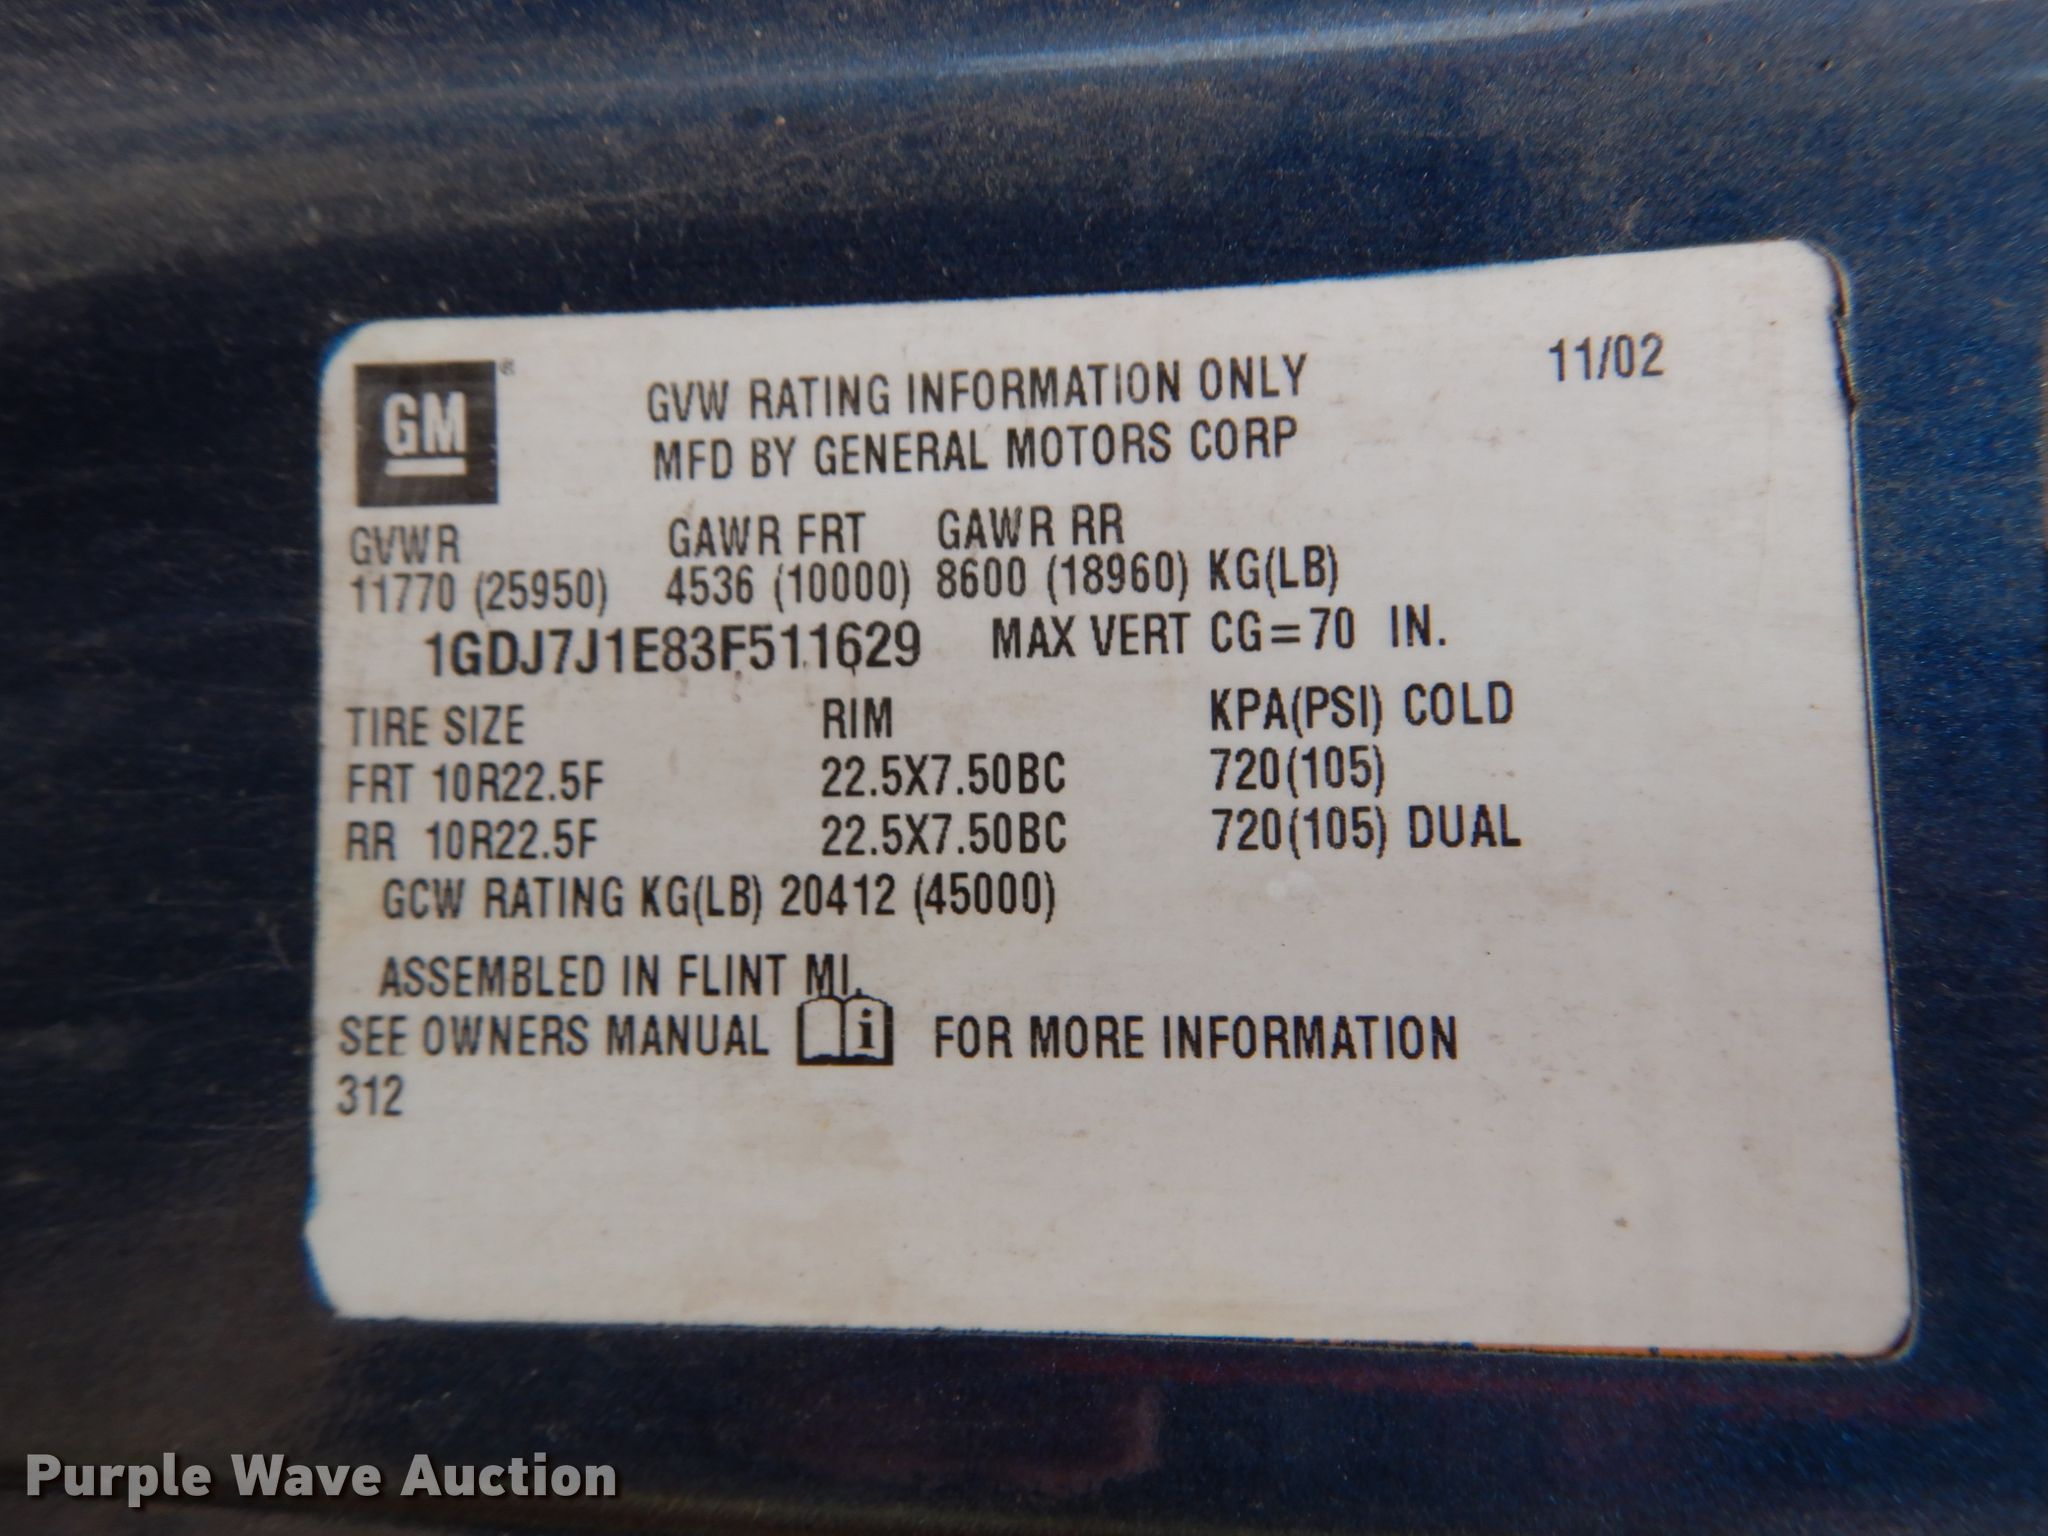 GM®
GVW RATING INFORMATION ONLY 11/02
MFD BY GENERAL MOTORS CORP
GVWR GAWR FRT GAWR RR
11770 (25950) 4536 (10000) 8600 (18960) KG(LB)
1GDJ7J1E83F511629 MAX VERT CG=70 IN.
TIRE SIZE RIM KPA(PSI) COLD
FRT 10R22.5F 22.5X7.50BC 720(105)
RR 10R22.5F 22.5X7.50BC 720(105) DUAL
GCW RATING KG(LB) 20412 (45000)
ASSEMBLED IN FLINT MI.
SEE OWNERS MANUAL i FOR MORE INFORMATION
312
Purple Wave Auction